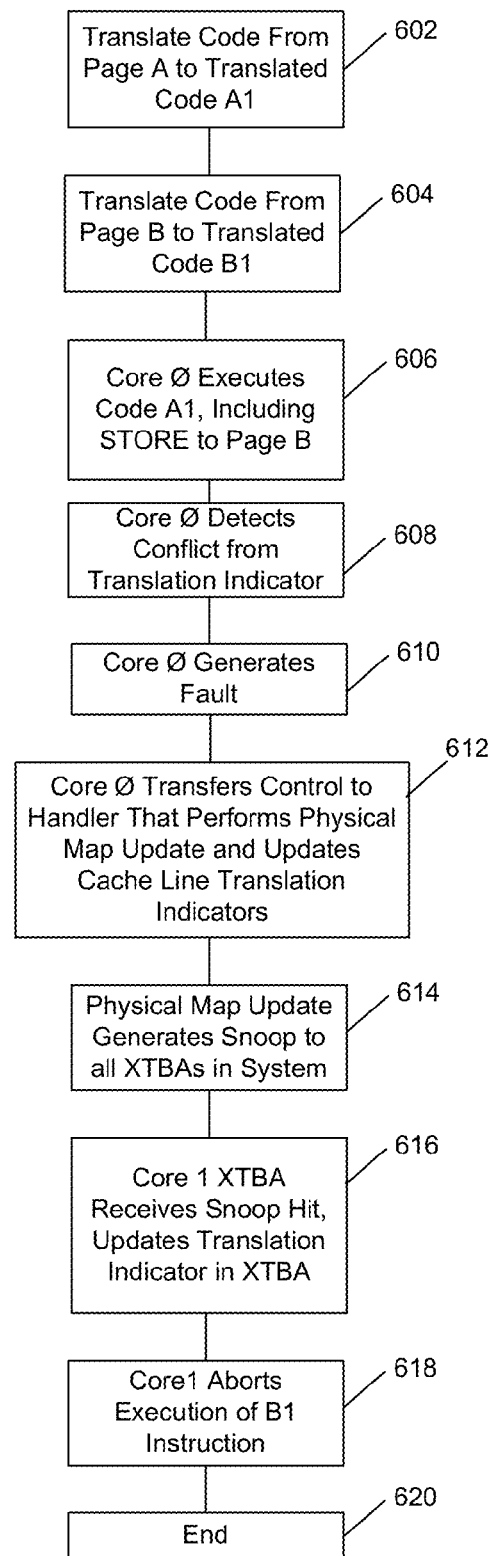 Translate Code From
Page A to Translated
Code A1
602
Translate Code From
Page B to Translated
Code B1
604
Core Ø Executes
Code A1, Including
STORE to Page B
606
Core Ø Detects
Conflict from
Translation Indicator
608
Core Ø Generates
Fault
610
Core Ø Transfers Control to
Handler That Performs Physical
Map Update and Updates
Cache Line Translation
Indicators
612
Physical Map Update
Generates Snoop to
all XTBAs in System
614
Core 1 XTBA
Receives Snoop Hit,
Updates Translation
Indicator in XTBA
616
Core1 Aborts
Execution of B1
Instruction
618
End
620